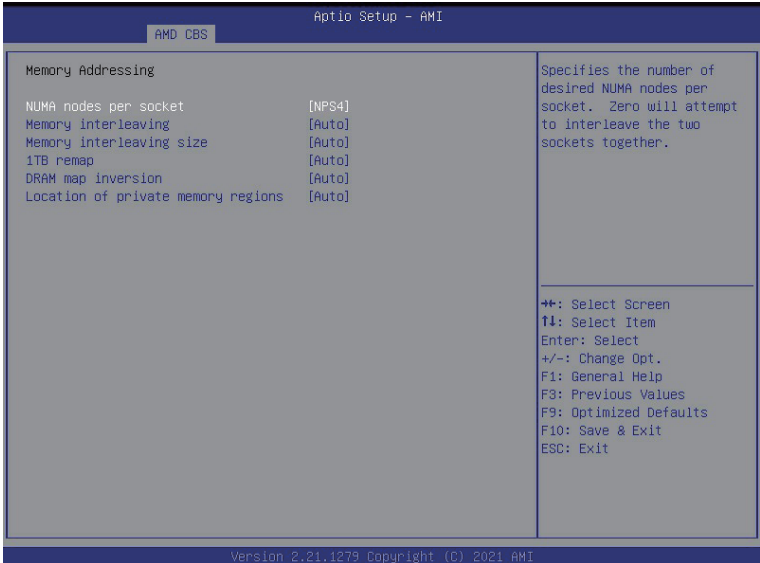 Aptio Setup – AMI
AMD CBS
Memory Addressing
NUMA nodes per socket [NPS4]
Memory interleaving [Auto]
Memory interleaving size [Auto]
1TB remap [Auto]
DRAM map inversion [Auto]
Location of private memory regions [Auto]
Specifies the number of
desired NUMA nodes per
socket. Zero will attempt
to interleave the two
sockets together.
→←: Select Screen
↑↓: Select Item
Enter: Select
+/-: Change Opt.
F1: General Help
F3: Previous Values
F9: Optimized Defaults
F10: Save & Exit
ESC: Exit
Version 2.21.1279 Copyright (C) 2021 AMI